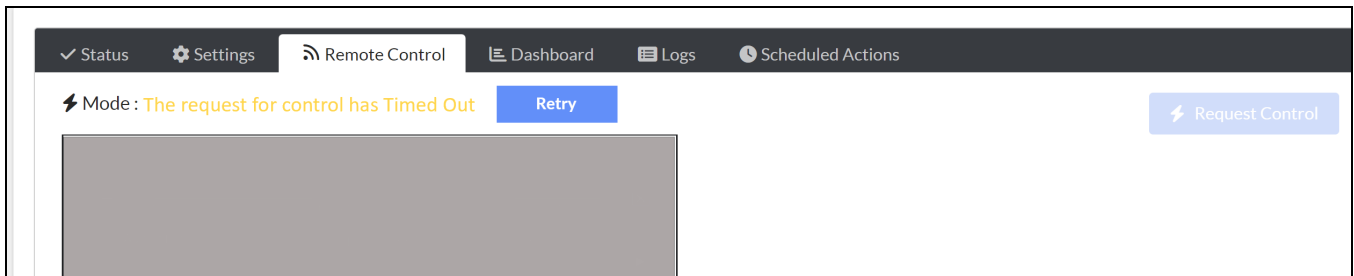 Status Settings Remote Control Dashboard Logs Scheduled Actions
Mode : The request for control has Timed Out Retry
Request Control